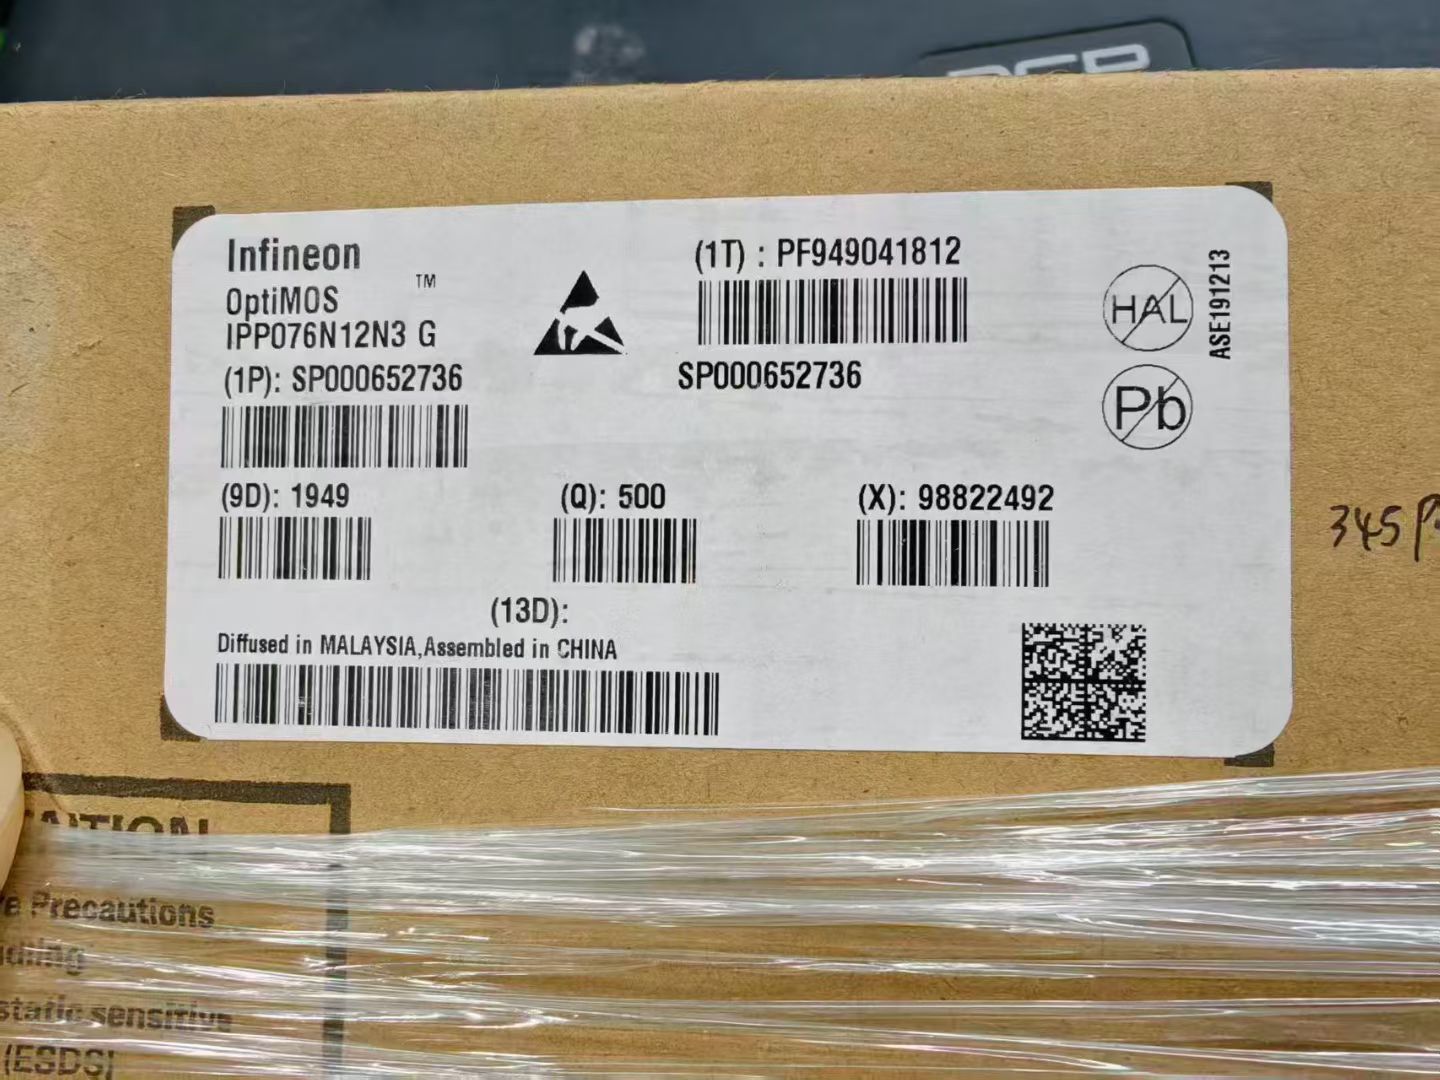 Infineon
OptiMOS ™
IPP076N12N3 G
(1P): SP000652736
(1T) : PF949041812
SP000652736
HAL
Pb
ASE191213
(9D): 1949
(Q): 500
(X): 98822492
(13D):
Diffused in MALAYSIA,Assembled in CHINA
345
Precautions
static sensitive
(ESDS)